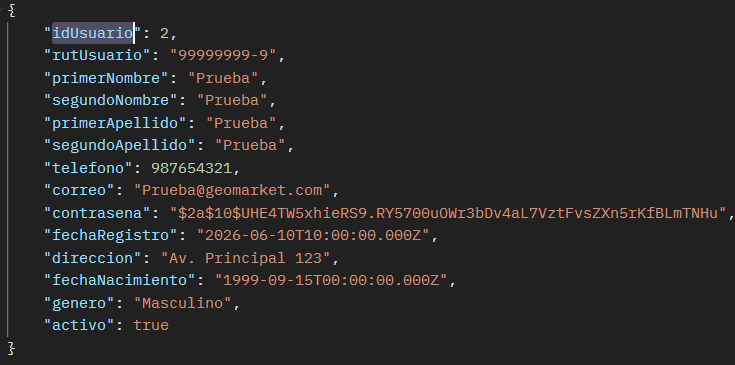 {
"idUsuario": 2,
"rutUsuario": "99999999-9",
"primerNombre": "Prueba",
"segundoNombre": "Prueba",
"primerApellido": "Prueba",
"segundoApellido": "Prueba",
"telefono": 987654321,
"correo": "Prueba@geomarket.com",
"contrasena": "$2a$10$UHE4TW5xhieRS9.RY5700uOWr3bDv4aL7VztFvsZXn5rKfBLmTNHu",
"fechaRegistro": "2026-06-10T10:00:00.000Z",
"direccion": "Av. Principal 123",
"fechaNacimiento": "1999-09-15T00:00:00.000Z",
"genero": "Masculino",
"activo": true
}